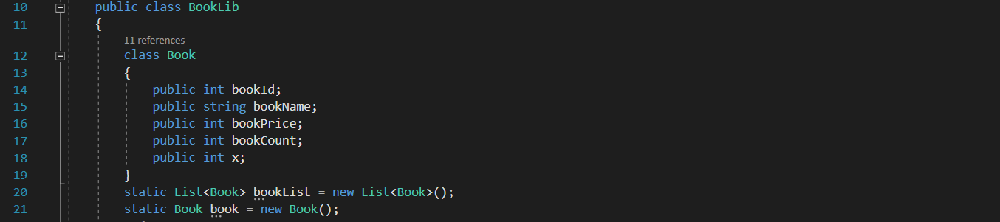 10 public class BookLib
11 {
11 references
12 class Book
13 {
14 public int bookId;
15 public string bookName;
16 public int bookPrice;
17 public int bookCount;
18 public int x;
19 }
20 static List<Book> bookList = new List<Book>();
21 static Book book = new Book();